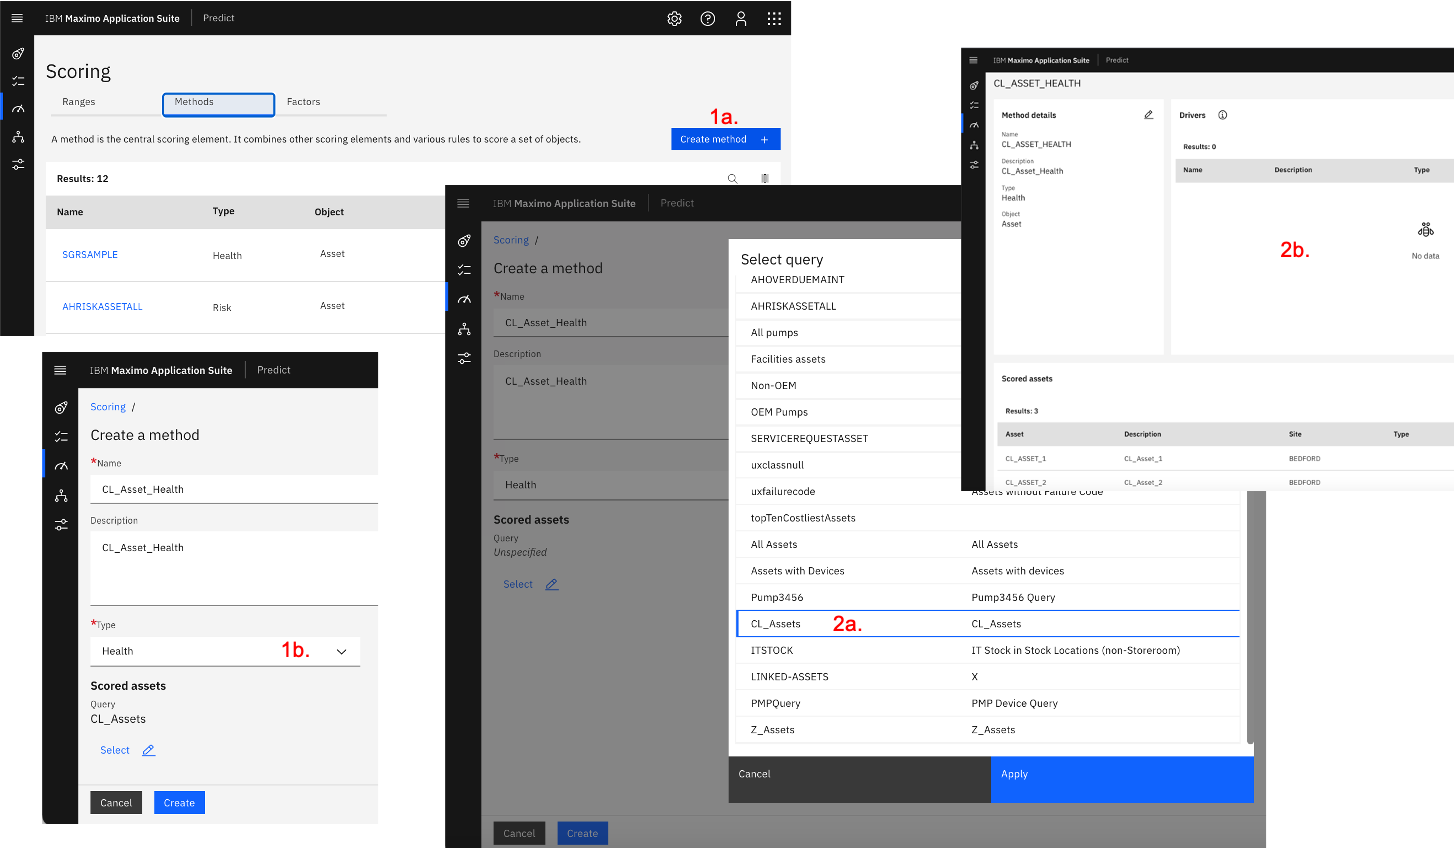 IBM Maximo Application Suite Predict
Scoring
Ranges Methods Factors
1a.
A method is the central scoring element. It combines other scoring elements and various rules to score a set of objects.
Create method +
Results: 12
Name Type Object
SGRSAMPLE Health Asset
AHRISKASSETALL Risk Asset
IBM Maximo Application Suite Predict
Scoring /
Create a method
*Name
CL_Asset_Health
Description
CL_Asset_Health
*Type
Health 1b.
Scored assets
Query
CL_Assets
Select
Cancel Create
IBM Maximo Application Suite Predict
Scoring /
Create a method
*Name
CL_Asset_Health
Description
CL_Asset_Health
*Type
Health
Scored assets
Query
Unspecified
Select
Cancel Create
Select query
AHOVERDUEMAINT
AHRISKASSETALL
All pumps
Facilities assets
Non-OEM
OEM Pumps
SERVICEREQUESTASSET
uxclassnull
uxfailurecode Assets without Failure Code
topTenCostliestAssets
All Assets All Assets
Assets with Devices Assets with devices
Pump3456 Pump3456 Query
CL_Assets 2a. CL_Assets
ITSTOCK IT Stock in Stock Locations (non-Storeroom)
LINKED-ASSETS X
PMPQuery PMP Device Query
Z_Assets Z_Assets
Cancel Apply
IBM Maximo Application Suite Predict
CL_ASSET_HEALTH
Method details
Name
CL_ASSET_HEALTH
Description
CL_Asset_Health
Type
Health
Object
Asset
Drivers
Results: 0
Name Description Type
2b.
No data
Scored assets
Results: 3
Asset Description Site Type
CL_ASSET_1 CL_Asset_1 BEDFORD
CL_ASSET_2 CL_Asset_2 BEDFORD